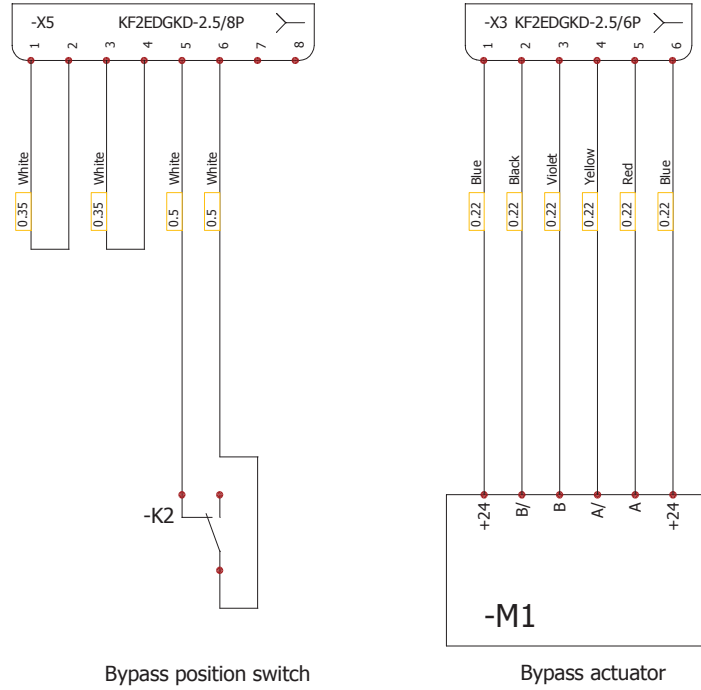 -X5 KF2EDGKD-2.5/8P
1 2 3 4 5 6 7 8
White White White White
0.35 0.35 0.5 0.5
-K2
Bypass position switch
-X3 KF2EDGKD-2.5/6P
1 2 3 4 5 6
Blue Black Violet Yellow Red Blue
0.22 0.22 0.22 0.22 0.22 0.22
+24 B/ B A/ A +24
-M1
Bypass actuator